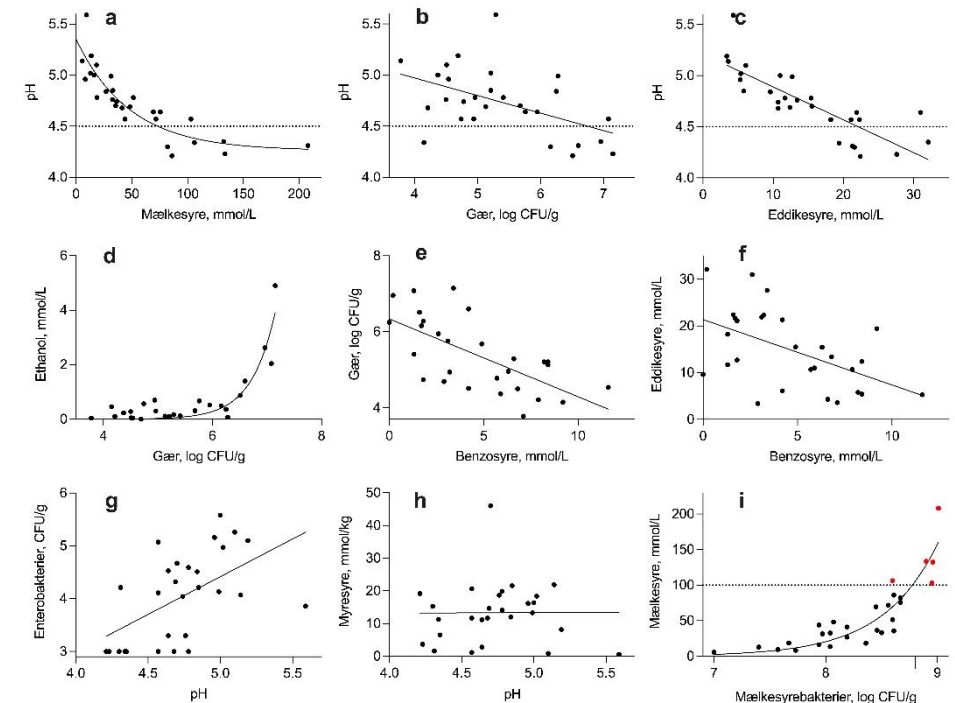 a
5.5
5.0
4.5
4.0
pH
0 50 100 150 200
Mælkesyre, mmol/L
b
5.5
5.0
4.5
4.0
pH
4 5 6 7
Gær, log CFU/g
c
5.5
5.0
4.5
4.0
pH
0 10 20 30
Eddikesyre, mmol/L
d
6
4
2
0
Ethanol, mmol/L
4 6 8
Gær, log CFU/g
e
8
6
4
Gær, log CFU/g
0 5 10
Benzosyre, mmol/L
f
30
20
10
0
Eddikesyre, mmol/L
0 5 10
Benzosyre, mmol/L
g
6
5
4
3
Enterobakterier, CFU/g
4.0 4.5 5.0 5.5
pH
h
50
40
30
20
10
0
Myresyre, mmol/kg
4.0 4.5 5.0 5.5
pH
i
200
150
100
50
0
Mælkesyre, mmol/L
7 8 9
Mælkesyrebakterier, log CFU/g